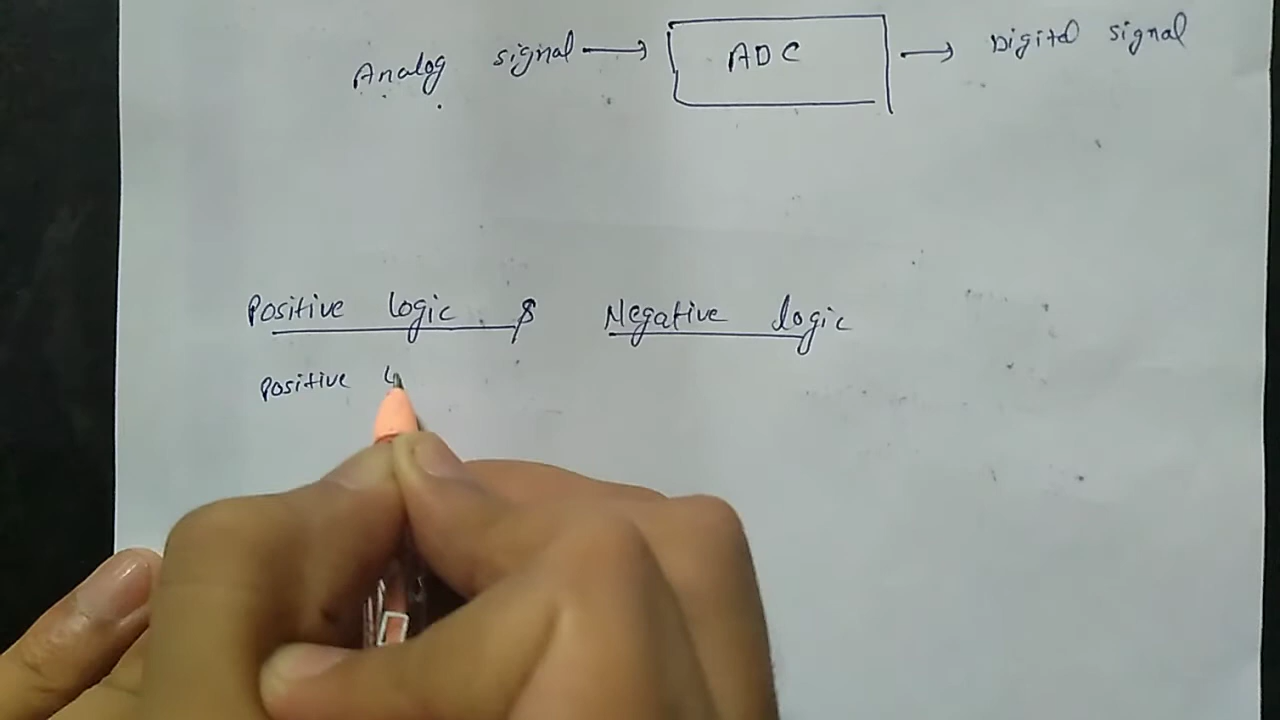 Analog signal → ADC → Digital signal
Positive logic & Negative logic
Positive